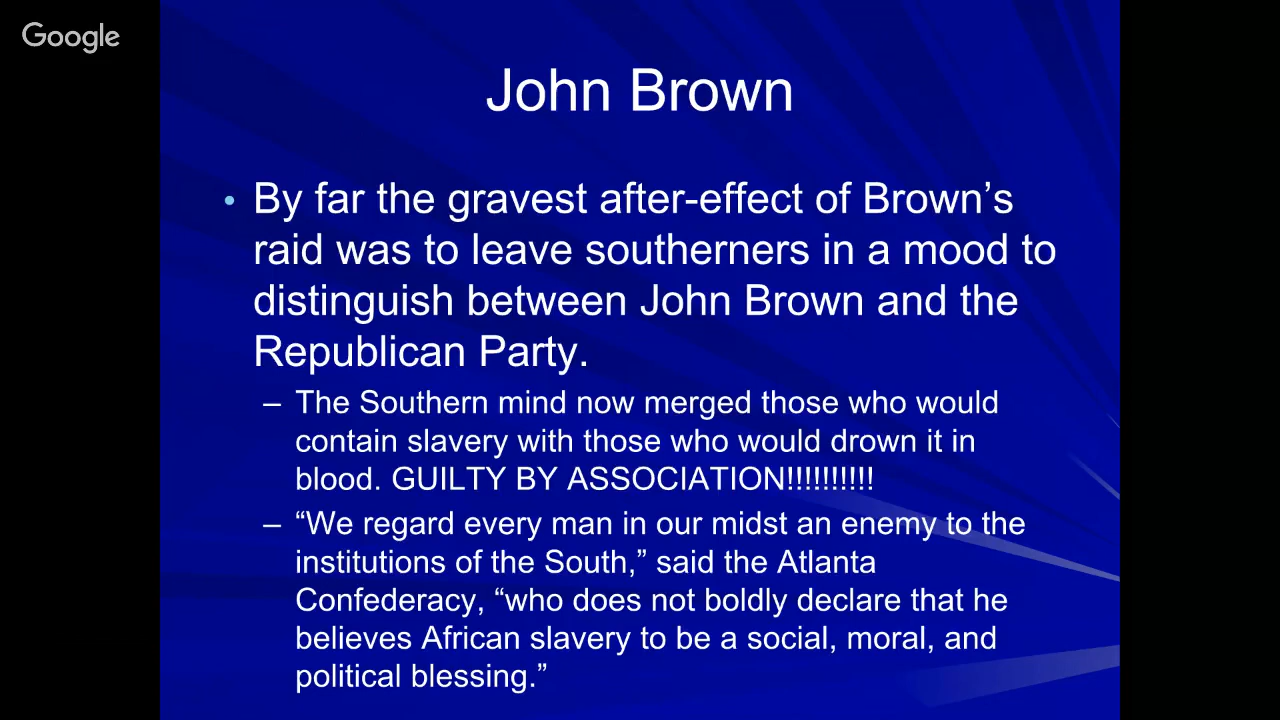 Google
John Brown
• By far the gravest after-effect of Brown’s
raid was to leave southerners in a mood to
distinguish between John Brown and the
Republican Party.
– The Southern mind now merged those who would
contain slavery with those who would drown it in
blood. GUILTY BY ASSOCIATION!!!!!!!!!!
– “We regard every man in our midst an enemy to the
institutions of the South,” said the Atlanta
Confederacy, “who does not boldly declare that he
believes African slavery to be a social, moral, and
political blessing.”